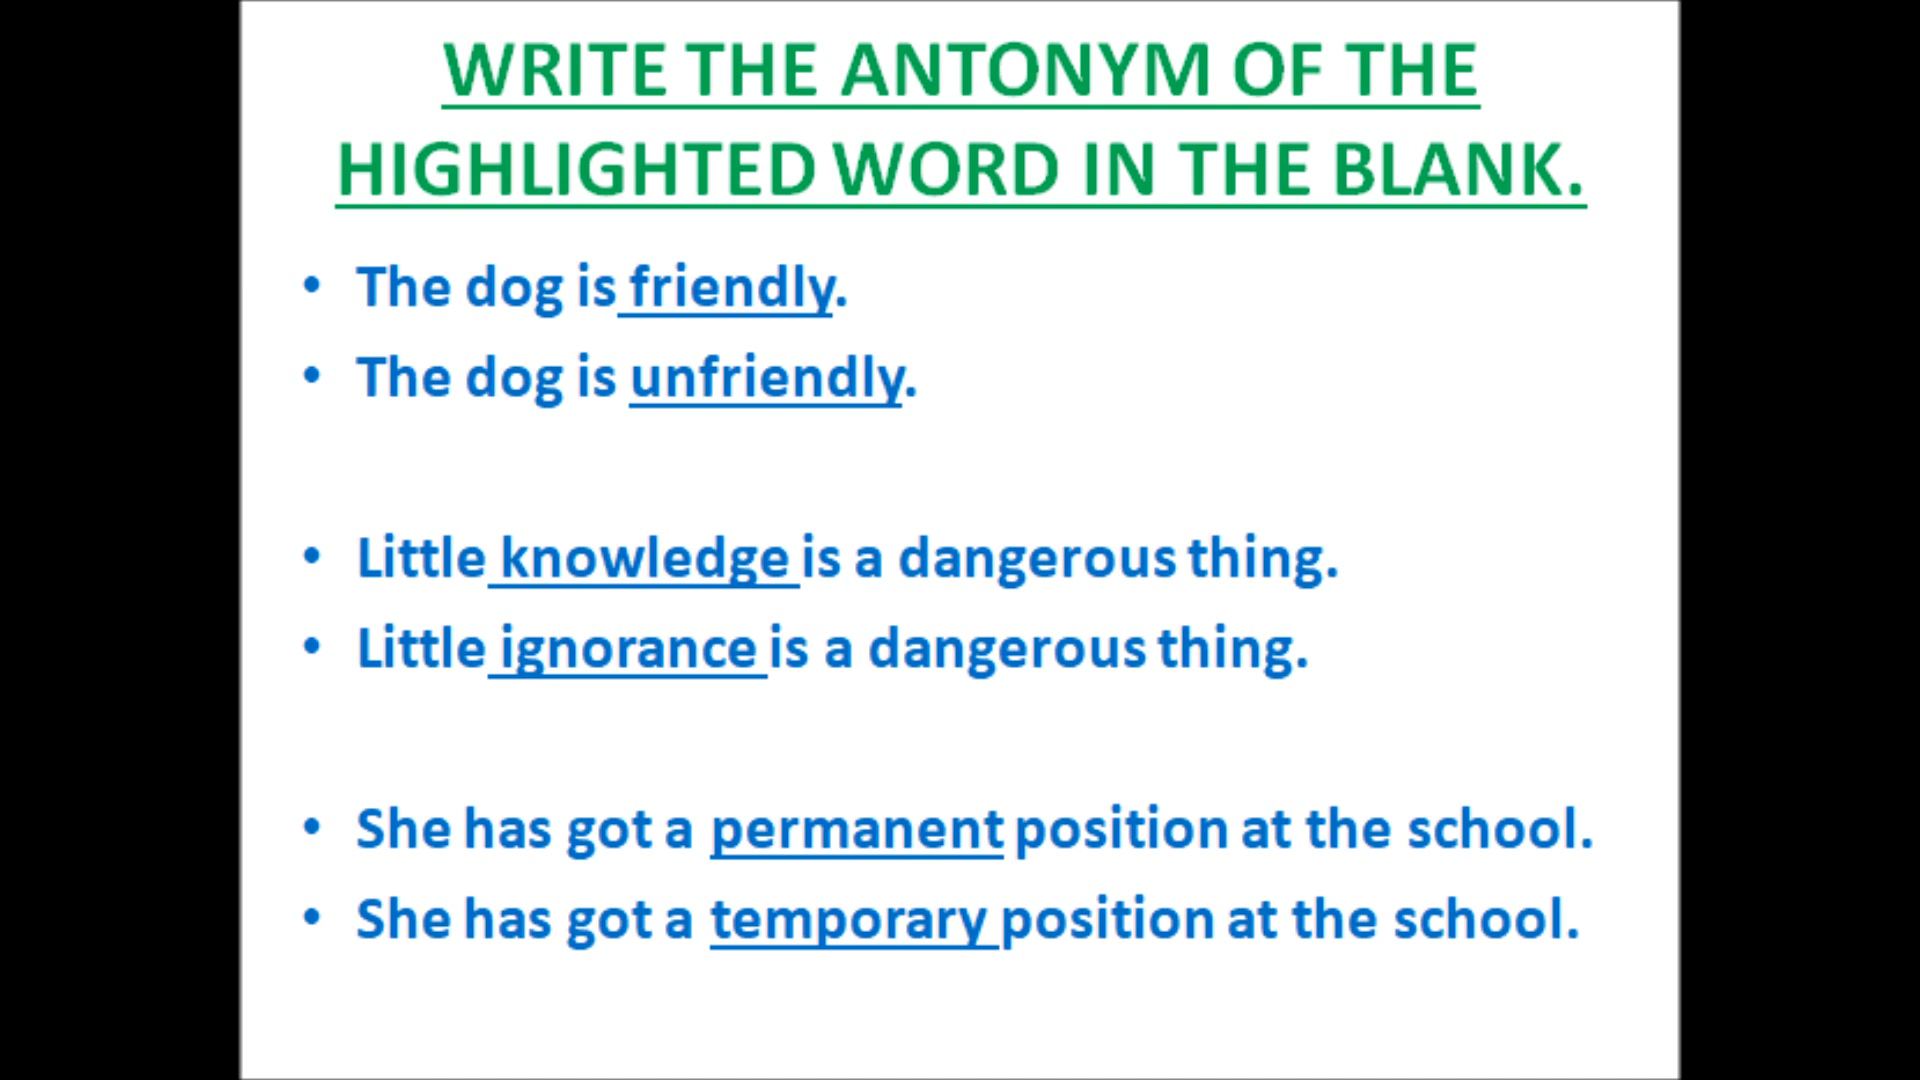 WRITE THE ANTONYM OF THE
HIGHLIGHTED WORD IN THE BLANK.
• The dog is friendly.
• The dog is unfriendly.
• Little knowledge is a dangerous thing.
• Little ignorance is a dangerous thing.
• She has got a permanent position at the school.
• She has got a temporary position at the school.